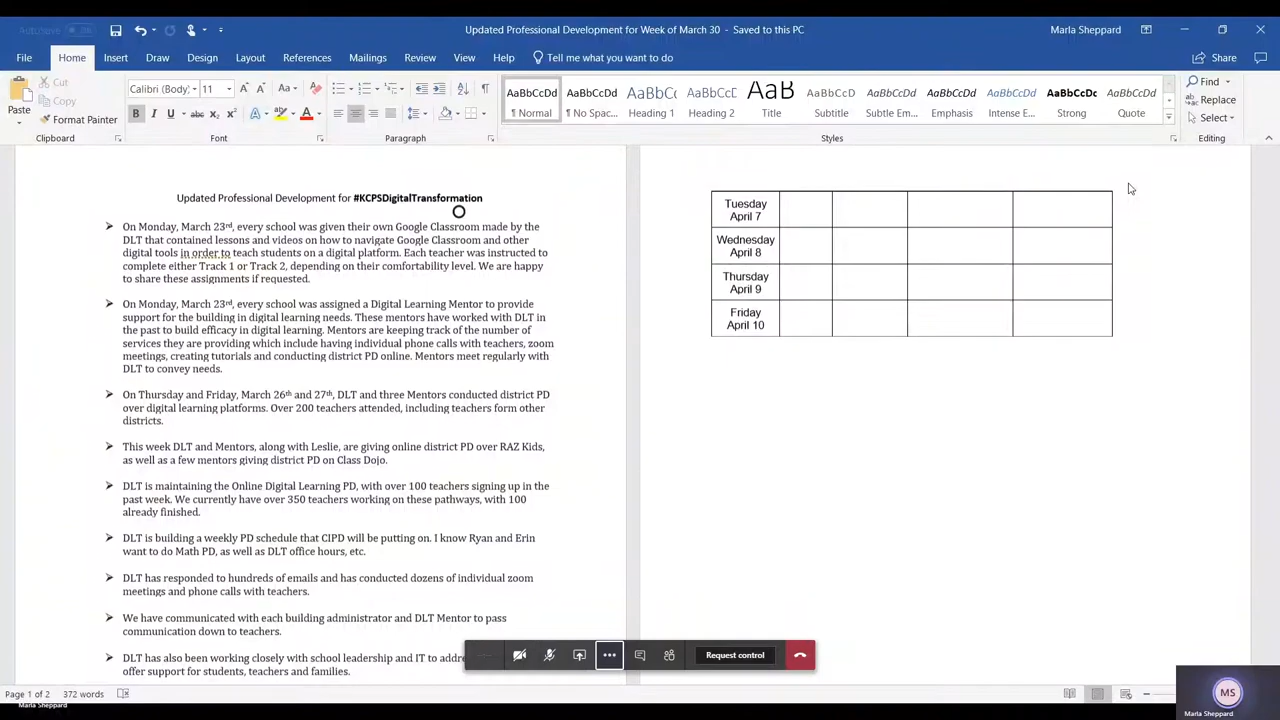 AutoSave
Updated Professional Development for Week of March 30 - Saved to this PC
Marla Sheppard
File Home Insert Draw Design Layout References Mailings Review View Help Tell me what you want to do Share
Paste
Cut
Copy
Format Painter
Clipboard
Calibri (Body) 11
Font
Paragraph
AaBbCcDd AaBbCcDd AaBbC AaBbCcD AaB AaBbCcD AaBbCcDd AaBbCcDd AaBbCcDd AaBbCcDc AaBbCcDd
¶ Normal ¶ No Spac... Heading 1 Heading 2 Title Subtitle Subtle Em... Emphasis Intense E... Strong Quote
Styles
Find
Replace
Select
Editing
Updated Professional Development for #KCPSDigitalTransformation
On Monday, March 23rd, every school was given their own Google Classroom made by the
DLT that contained lessons and videos on how to navigate Google Classroom and other
digital tools in order to teach students on a digital platform. Each teacher was instructed to
complete either Track 1 or Track 2, depending on their comfortability level. We are happy
to share these assignments if requested.
On Monday, March 23rd, every school was assigned a Digital Learning Mentor to provide
support for the building in digital learning needs. These mentors have worked with DLT in
the past to build efficacy in digital learning. Mentors are keeping track of the number of
services they are providing which include having individual phone calls with teachers, zoom
meetings, creating tutorials and conducting district PD online. Mentors meet regularly with
DLT to convey needs.
On Thursday and Friday, March 26th and 27th, DLT and three Mentors conducted district PD
over digital learning platforms. Over 200 teachers attended, including teachers form other
districts.
This week DLT and Mentors, along with Leslie, are giving online district PD over RAZ Kids,
as well as a few mentors giving district PD on Class Dojo.
DLT is maintaining the Online Digital Learning PD, with over 100 teachers signing up in the
past week. We currently have over 350 teachers working on these pathways, with 100
already finished.
DLT is building a weekly PD schedule that CIPD will be putting on. I know Ryan and Erin
want to do Math PD, as well as DLT office hours, etc.
DLT has responded to hundreds of emails and has conducted dozens of individual zoom
meetings and phone calls with teachers.
We have communicated with each building administrator and DLT Mentor to pass
communication down to teachers.
DLT has also been working closely with school leadership and IT to addre
offer support for students, teachers and families.
Tuesday
April 7
Wednesday
April 8
Thursday
April 9
Friday
April 10
Request control
Page 1 of 2 372 words
MS
Marla Sheppard
Marla Sheppard